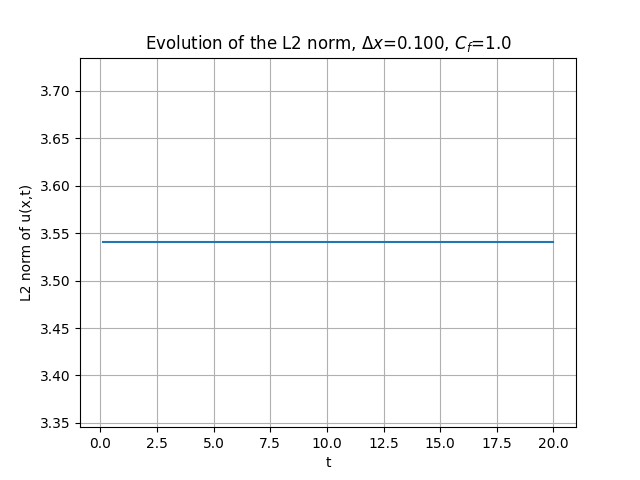 Evolution of the L2 norm, Δx=0.100, C_f=1.0
3.70
3.65
3.60
3.55
3.50
3.45
3.40
3.35
L2 norm of u(x,t)
0.0 2.5 5.0 7.5 10.0 12.5 15.0 17.5 20.0
t